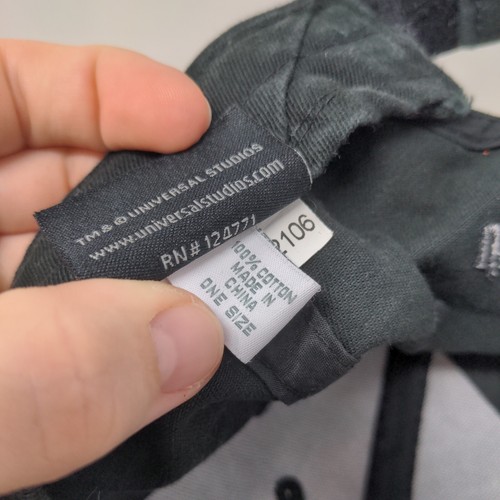 TM & © UNIVERSAL STUDIOS
www.universalstudios.com
RN# 124771
2106
100% COTTON
MADE IN
CHINA
ONE SIZE